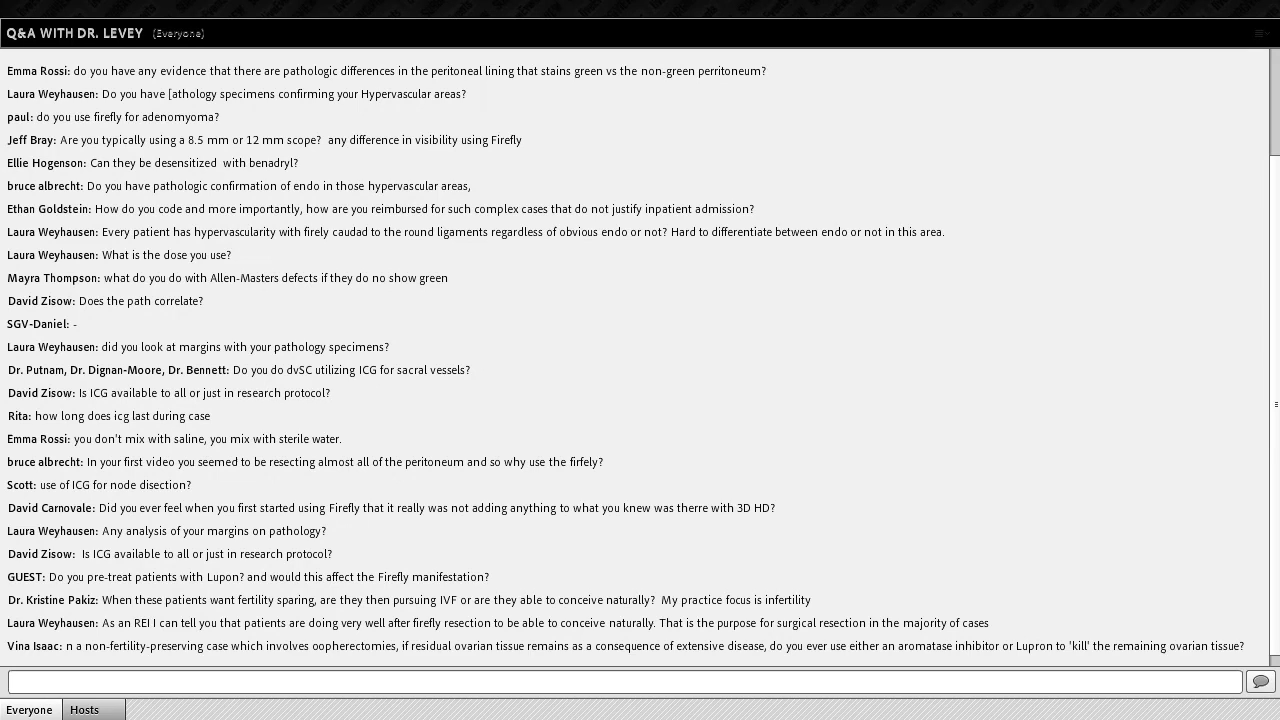 Q&A WITH DR. LEVEY (Everyone)
Emma Rossi: do you have any evidence that there are pathologic differences in the peritoneal lining that stains green vs the non-green perritoneum?
Laura Weyhausen: Do you have [athology specimens confirming your Hypervascular areas?
paul: do you use firefly for adenomyoma?
Jeff Bray: Are you typically using a 8.5 mm or 12 mm scope?  any difference in visibility using Firefly
Ellie Hogenson: Can they be desensitized  with benadryl?
bruce albrecht: Do you have pathologic confirmation of endo in those hypervascular areas,
Ethan Goldstein: How do you code and more importantly, how are you reimbursed for such complex cases that do not justify inpatient admission?
Laura Weyhausen: Every patient has hypervascularity with firely caudad to the round ligaments regardless of obvious endo or not? Hard to differentiate between endo or not in this area.
Laura Weyhausen: What is the dose you use?
Mayra Thompson: what do you do with Allen-Masters defects if they do no show green
David Zisow: Does the path correlate?
SGV-Daniel: -
Laura Weyhausen: did you look at margins with your pathology specimens?
Dr. Putnam, Dr. Dignan-Moore, Dr. Bennett: Do you do dvSC utilizing ICG for sacral vessels?
David Zisow: Is ICG available to all or just in research protocol?
Rita: how long does icg last during case
Emma Rossi: you don't mix with saline, you mix with sterile water.
bruce albrecht: In your first video you seemed to be resecting almost all of the peritoneum and so why use the firfely?
Scott: use of ICG for node disection?
David Carnovale: Did you ever feel when you first started using Firefly that it really was not adding anything to what you knew was therre with 3D HD?
Laura Weyhausen: Any analysis of your margins on pathology?
David Zisow:  Is ICG available to all or just in research protocol?
GUEST: Do you pre-treat patients with Lupon? and would this affect the Firefly manifestation?
Dr. Kristine Pakiz: When these patients want fertility sparing, are they then pursuing IVF or are they able to conceive naturally?  My practice focus is infertility
Laura Weyhausen: As an REI I can tell you that patients are doing very well after firefly resection to be able to conceive naturally. That is the purpose for surgical resection in the majority of cases
Vina Isaac: n a non-fertility-preserving case which involves oopherectomies, if residual ovarian tissue remains as a consequence of extensive disease, do you ever use either an aromatase inhibitor or Lupron to 'kill' the remaining ovarian tissue?
Everyone Hosts